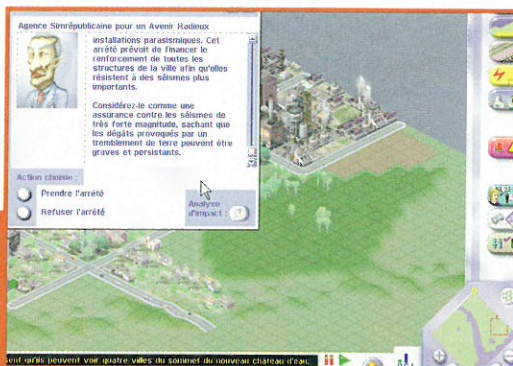 Agence Simrépublicaine pour un Avenir Radieux
installations parasismiques. Cet
arrêté prévoit de financer le
renforcement de toutes les
structures de la ville afin qu'elles
résistent à des séismes plus
importants.
Considérez-le comme une
assurance contre les séismes de
très forte magnitude, sachant que
les dégâts provoqués par un
tremblement de terre peuvent être
graves et persistants.
Action choisie :
Prendre l'arrêté
Refuser l'arrêté
Analyse
d'impact :
qu'ils peuvent voir quatre villes du sommet du nouveau château d'eau.